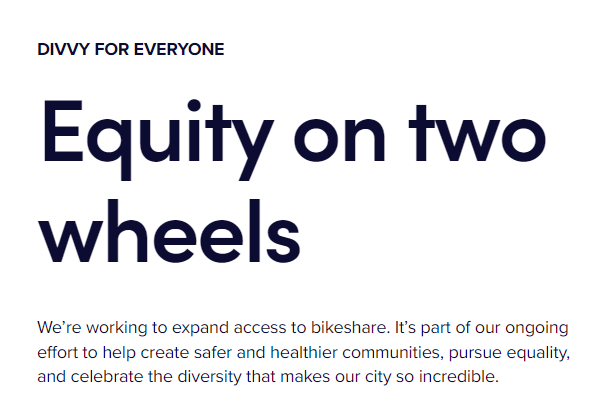 DIVVY FOR EVERYONE
Equity on two
wheels
We’re working to expand access to bikeshare. It’s part of our ongoing
effort to help create safer and healthier communities, pursue equality,
and celebrate the diversity that makes our city so incredible.